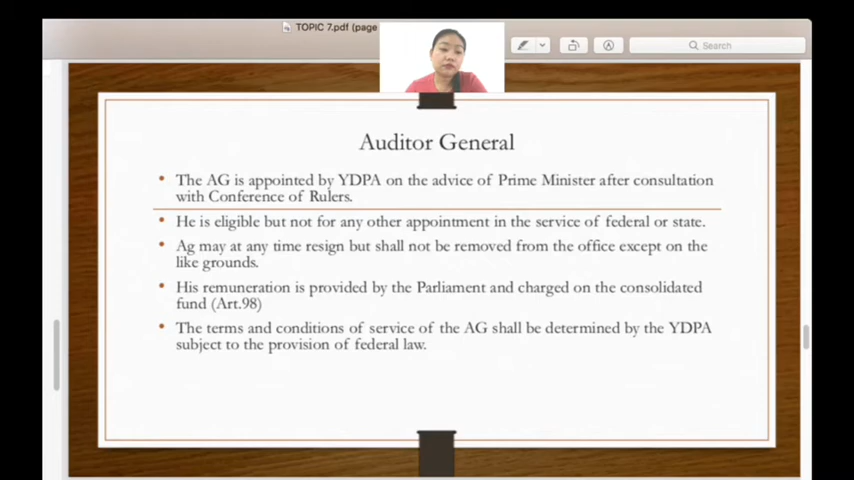 TOPIC 7.pdf (page
Search
Auditor General
• The AG is appointed by YDPA on the advice of Prime Minister after consultation
with Conference of Rulers.
• He is eligible but not for any other appointment in the service of federal or state.
• Ag may at any time resign but shall not be removed from the office except on the
like grounds.
• His remuneration is provided by the Parliament and charged on the consolidated
fund (Art.98)
• The terms and conditions of service of the AG shall be determined by the YDPA
subject to the provision of federal law.